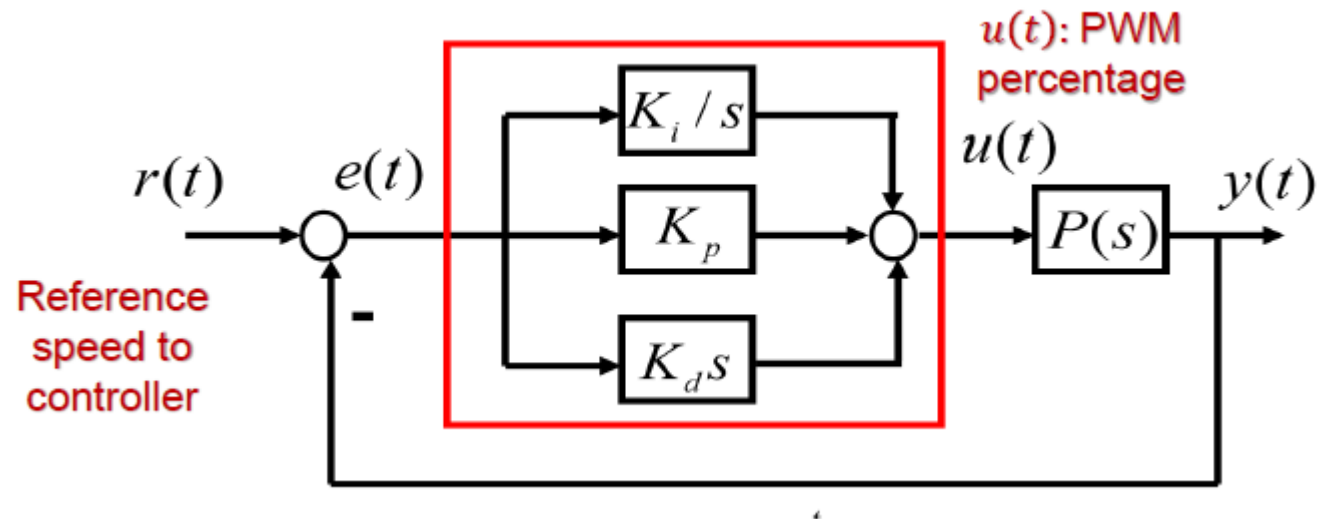 u(t): PWM
percentage
K_i / s
r(t)
e(t)
u(t)
y(t)
K_p
P(s)
Reference
speed to
controller
-
K_d s
t